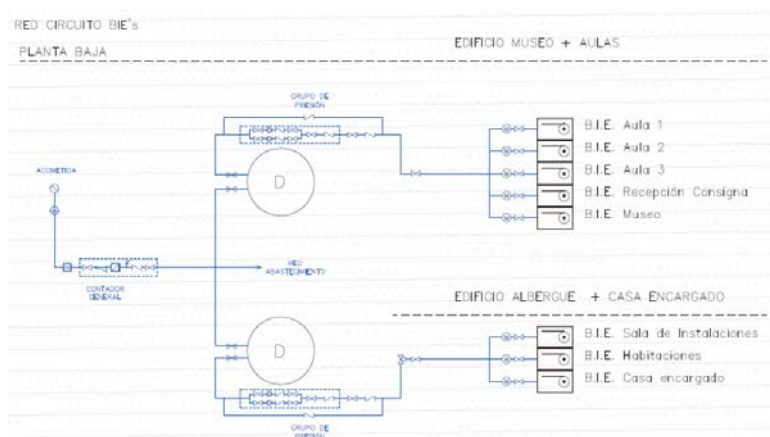 RED CIRCUITO BIE's
PLANTA BAJA
EDIFICIO MUSEO + AULAS
GRUPO DE
PRESIÓN
ACOMETIDA
D
B.I.E. Aula 1
B.I.E. Aula 2
B.I.E. Aula 3
B.I.E. Recepción Consigna
B.I.E. Museo
RED
ABASTECIMIENTO
CONTADOR
GENERAL
EDIFICIO ALBERGUE + CASA ENCARGADO
D
B.I.E. Sala de Instalaciones
B.I.E. Habitaciones
B.I.E. Casa encargado
GRUPO DE
PRESIÓN